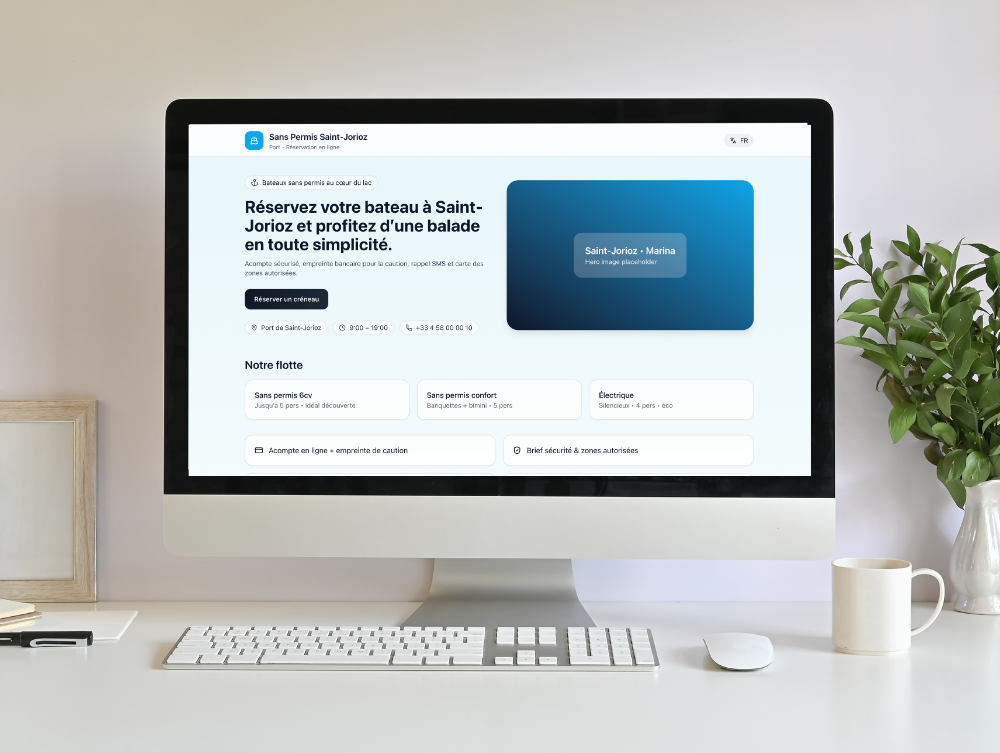 Sans Permis Saint-Jorioz
Port • Réservation en ligne
FR
Bateaux sans permis au cœur du lac
Réservez votre bateau à Saint-
Jorioz et profitez d'une balade
en toute simplicité.
Acompte sécurisé, empreinte bancaire pour la caution, rappel SMS et carte des
zones autorisées.
Réserver un créneau
Port de Saint-Jorioz
9:00 – 19:00
+33 4 58 00 00 10
Saint-Jorioz • Marina
Hero image placeholder
Notre flotte
Sans permis 6cv
Jusqu'à 5 pers • idéal découverte
Sans permis confort
Banquettes + bimini • 5 pers
Électrique
Silencieux • 4 pers • éco
Acompte en ligne + empreinte de caution
Brief sécurité & zones autorisées